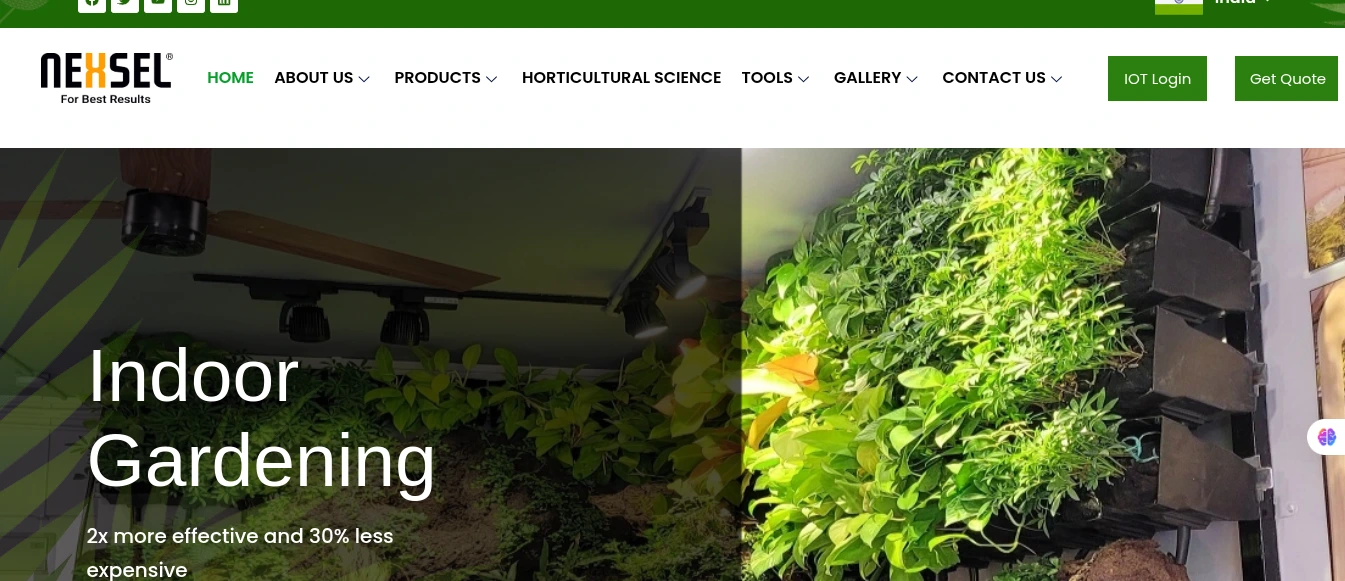 India
NEXSEL®
For Best Results
HOME ABOUT US PRODUCTS HORTICULTURAL SCIENCE TOOLS GALLERY CONTACT US IOT Login Get Quote
Indoor
Gardening
2x more effective and 30% less
expensive